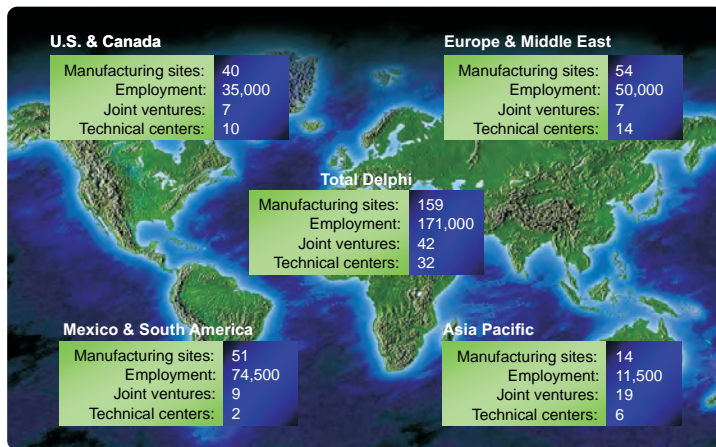 U.S. & Canada
Manufacturing sites: 40
Employment: 35,000
Joint ventures: 7
Technical centers: 10
Europe & Middle East
Manufacturing sites: 54
Employment: 50,000
Joint ventures: 7
Technical centers: 14
Total Delphi
Manufacturing sites: 159
Employment: 171,000
Joint ventures: 42
Technical centers: 32
Mexico & South America
Manufacturing sites: 51
Employment: 74,500
Joint ventures: 9
Technical centers: 2
Asia Pacific
Manufacturing sites: 14
Employment: 11,500
Joint ventures: 19
Technical centers: 6